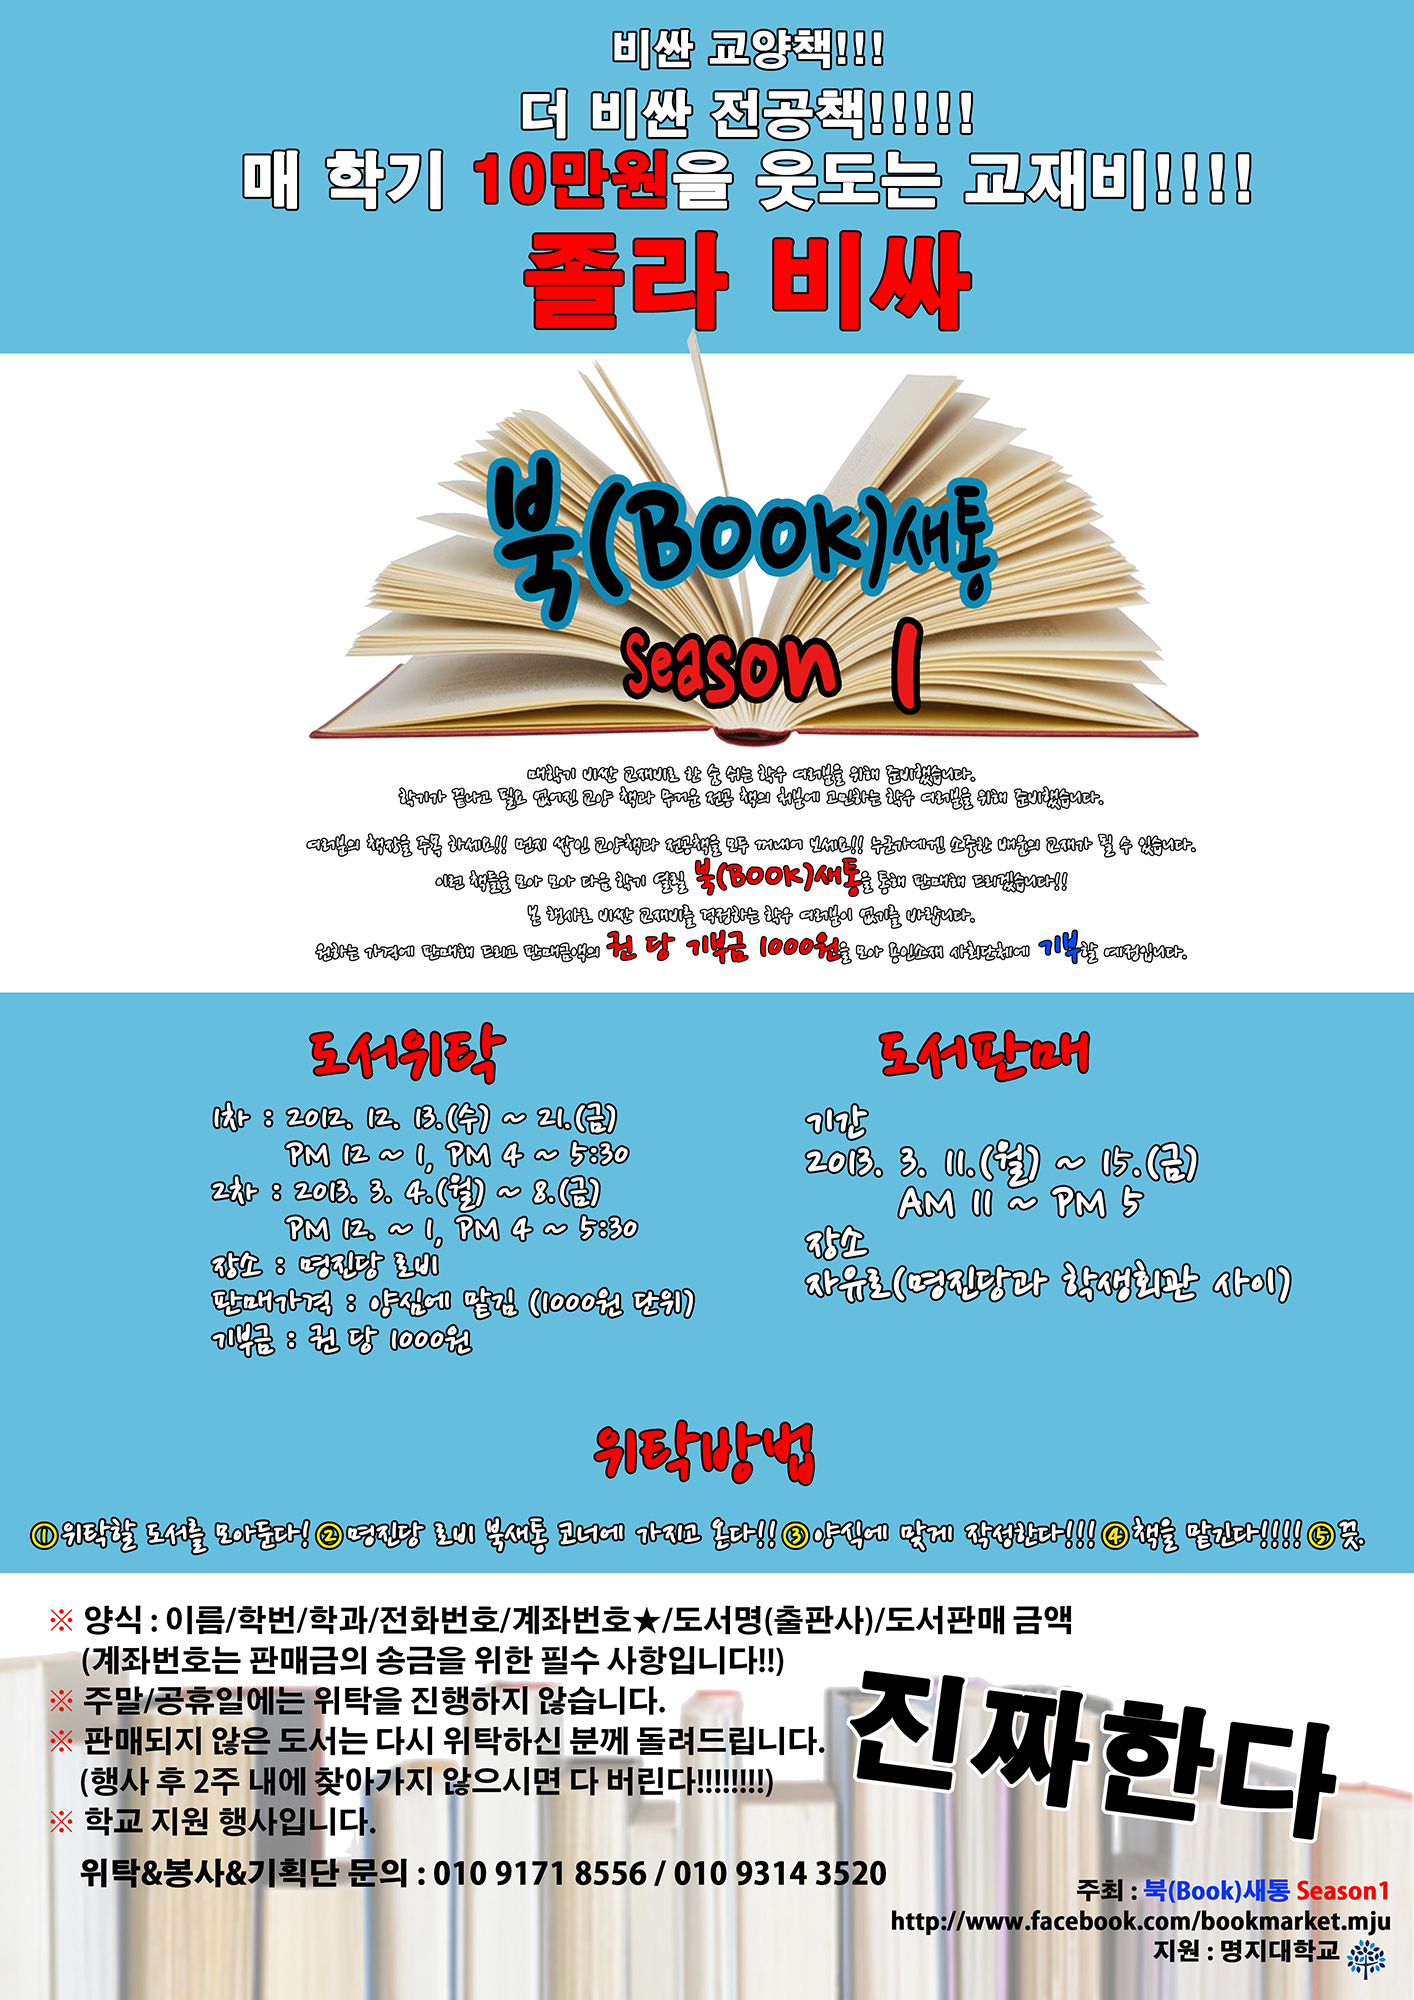 비싼 교양책!!!
더 비싼 전공책!!!!!
매 학기 10만원을 웃도는 교재비!!!!
졸라 비싸
북(BOOK)새통
Season 1
매학기 비싼 교재비로 한 숨 쉬는 학우 여러분을 위해 준비했습니다.
학기가 끝나고 필요 없어진 교양 책과 무거운 전공 책의 처분에 고민하는 학우 여러분을 위해 준비했습니다.
여러분의 책장을 주목 하세요!! 먼지 쌓인 교양책과 전공책을 모두 꺼내어 보세요!! 누군가에겐 소중한 배움의 교재가 될 수 있습니다.
이런 책들을 모아 모아 다음 학기 열릴 북(BOOK)새통을 통해 판매해 드리겠습니다!!
본 행사로 비싼 교재비를 걱정하는 학우 여러분이 없기를 바랍니다.
원하는 가격에 판매해 드리고 판매금액의 권 당 기부금 1000원을 모아 용인소재 사회단체에 기부할 예정입니다.
도서위탁
1차 : 2012. 12. 13.(수) ~ 21.(금)
PM 12 ~ 1, PM 4 ~ 5:30
2차 : 2013. 3. 4.(월) ~ 8.(금)
PM 12. ~ 1, PM 4 ~ 5:30
장소 : 명진당 로비
판매가격 : 양심에 맡김 (1000원 단위)
기부금 : 권 당 1000원
도서판매
기간
2013. 3. 11.(월) ~ 15.(금)
AM 11 ~ PM 5
장소
자유로(명진당과 학생회관 사이)
위탁방법
①위탁할 도서를 모아둔다! ②명진당 로비 북새통 코너에 가지고 온다!! ③양식에 맞게 작성한다!!! ④책을 맡긴다!!!! ⑤끗.
※ 양식 : 이름/학번/학과/전화번호/계좌번호★/도서명(출판사)/도서판매 금액
(계좌번호는 판매금의 송금을 위한 필수 사항입니다!!)
※ 주말/공휴일에는 위탁을 진행하지 않습니다.
※ 판매되지 않은 도서는 다시 위탁하신 분께 돌려드립니다.
(행사 후 2주 내에 찾아가지 않으시면 다 버린다!!!!!!!!)
※ 학교 지원 행사입니다.
위탁&봉사&기획단 문의 : 010 9171 8556 / 010 9314 3520
진짜한다
주최 : 북(Book)새통 Season1
http://www.facebook.com/bookmarket.mju
지원 : 명지대학교